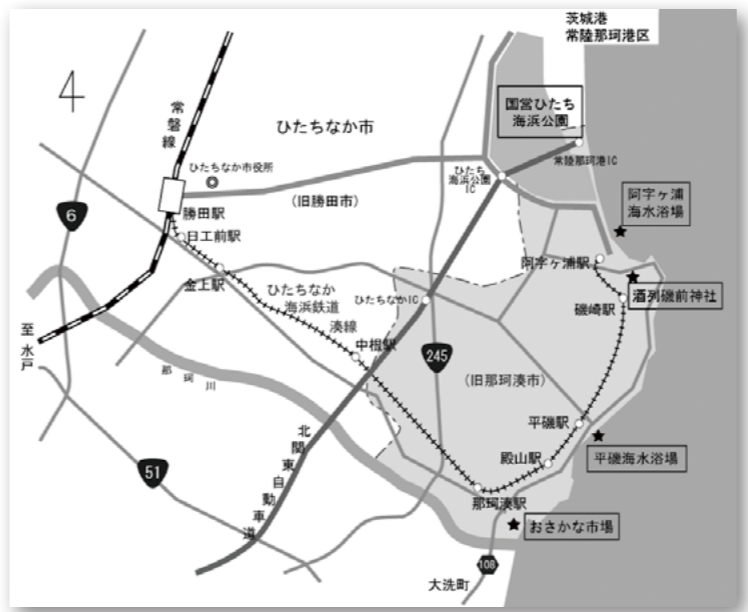 茨城港
常陸那珂港区
4
常磐線
国営ひたち
海浜公園
ひたちなか市
ひたちなか市役所
常陸那珂港IC
ひたち
海浜公園
IC
(旧勝田市)
阿字ヶ浦
海水浴場
6
勝田駅
日工前駅
阿字ヶ浦駅
金上駅
ひたちなか
海浜鉄道
湊線
ひたちなかIC
酒列磯前神社
磯崎駅
至水戸
中根駅
245
那珂川
(旧那珂湊市)
平磯駅
北関東自動車道
殿山駅
平磯海水浴場
51
那珂湊駅
おさかな市場
108
大洗町